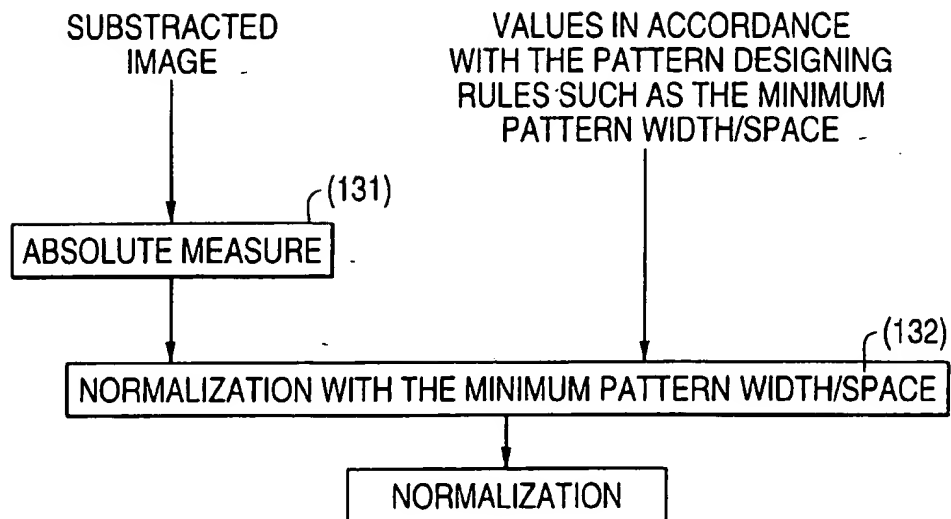 SUBSTRACTED
IMAGE
VALUES IN ACCORDANCE
WITH THE PATTERN DESIGNING
RULES SUCH AS THE MINIMUM
PATTERN WIDTH/SPACE
(131)
ABSOLUTE MEASURE
(132)
NORMALIZATION WITH THE MINIMUM PATTERN WIDTH/SPACE
NORMALIZATION